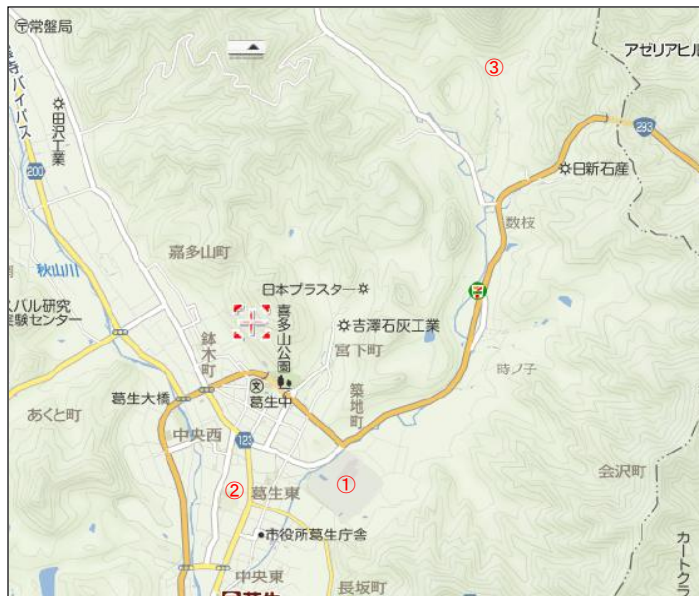 〒常盤局
アゼリアヒル
③
バイパス
田沢工業
293
200
日新石産
数桜
嘉多山町
秋山川
日本プラスター
スバル研究
実験センター
吉澤石灰工業
喜多山公園
鉢木町
宮下町
時ノ子
築地町
葛生大橋
葛生中
あくと町
中央西
123
会沢町
①
②
葛生東
市役所葛生庁舎
中央東
長坂町
カートクラ